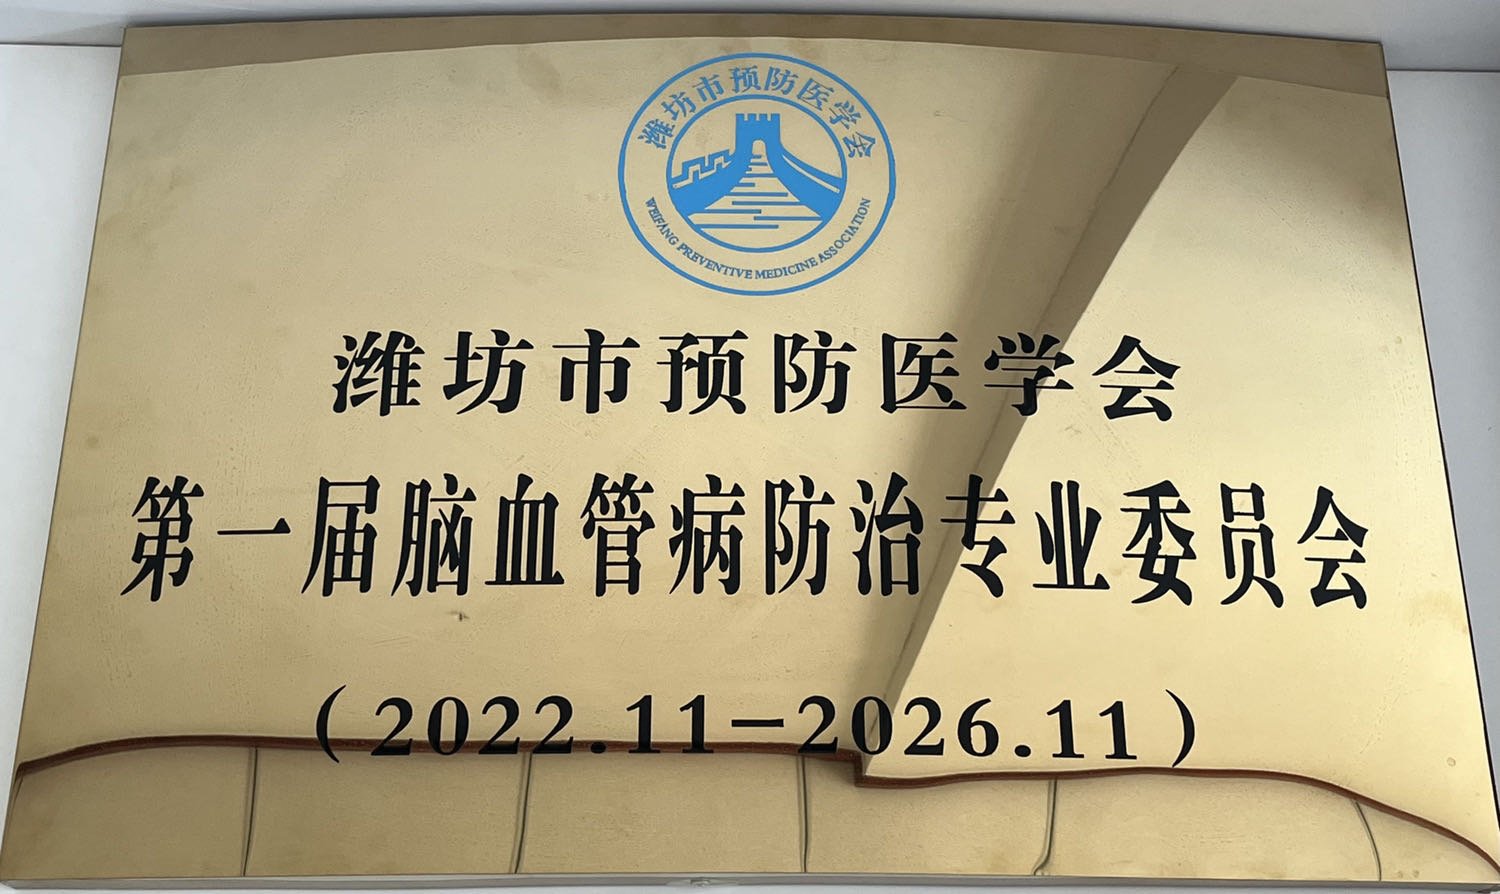 潍坊市预防医学会
WEIFANG PREVENTIVE MEDICINE ASSOCIATION
潍坊市预防医学会
第一届脑血管病防治专业委员会
（2022.11—2026.11）